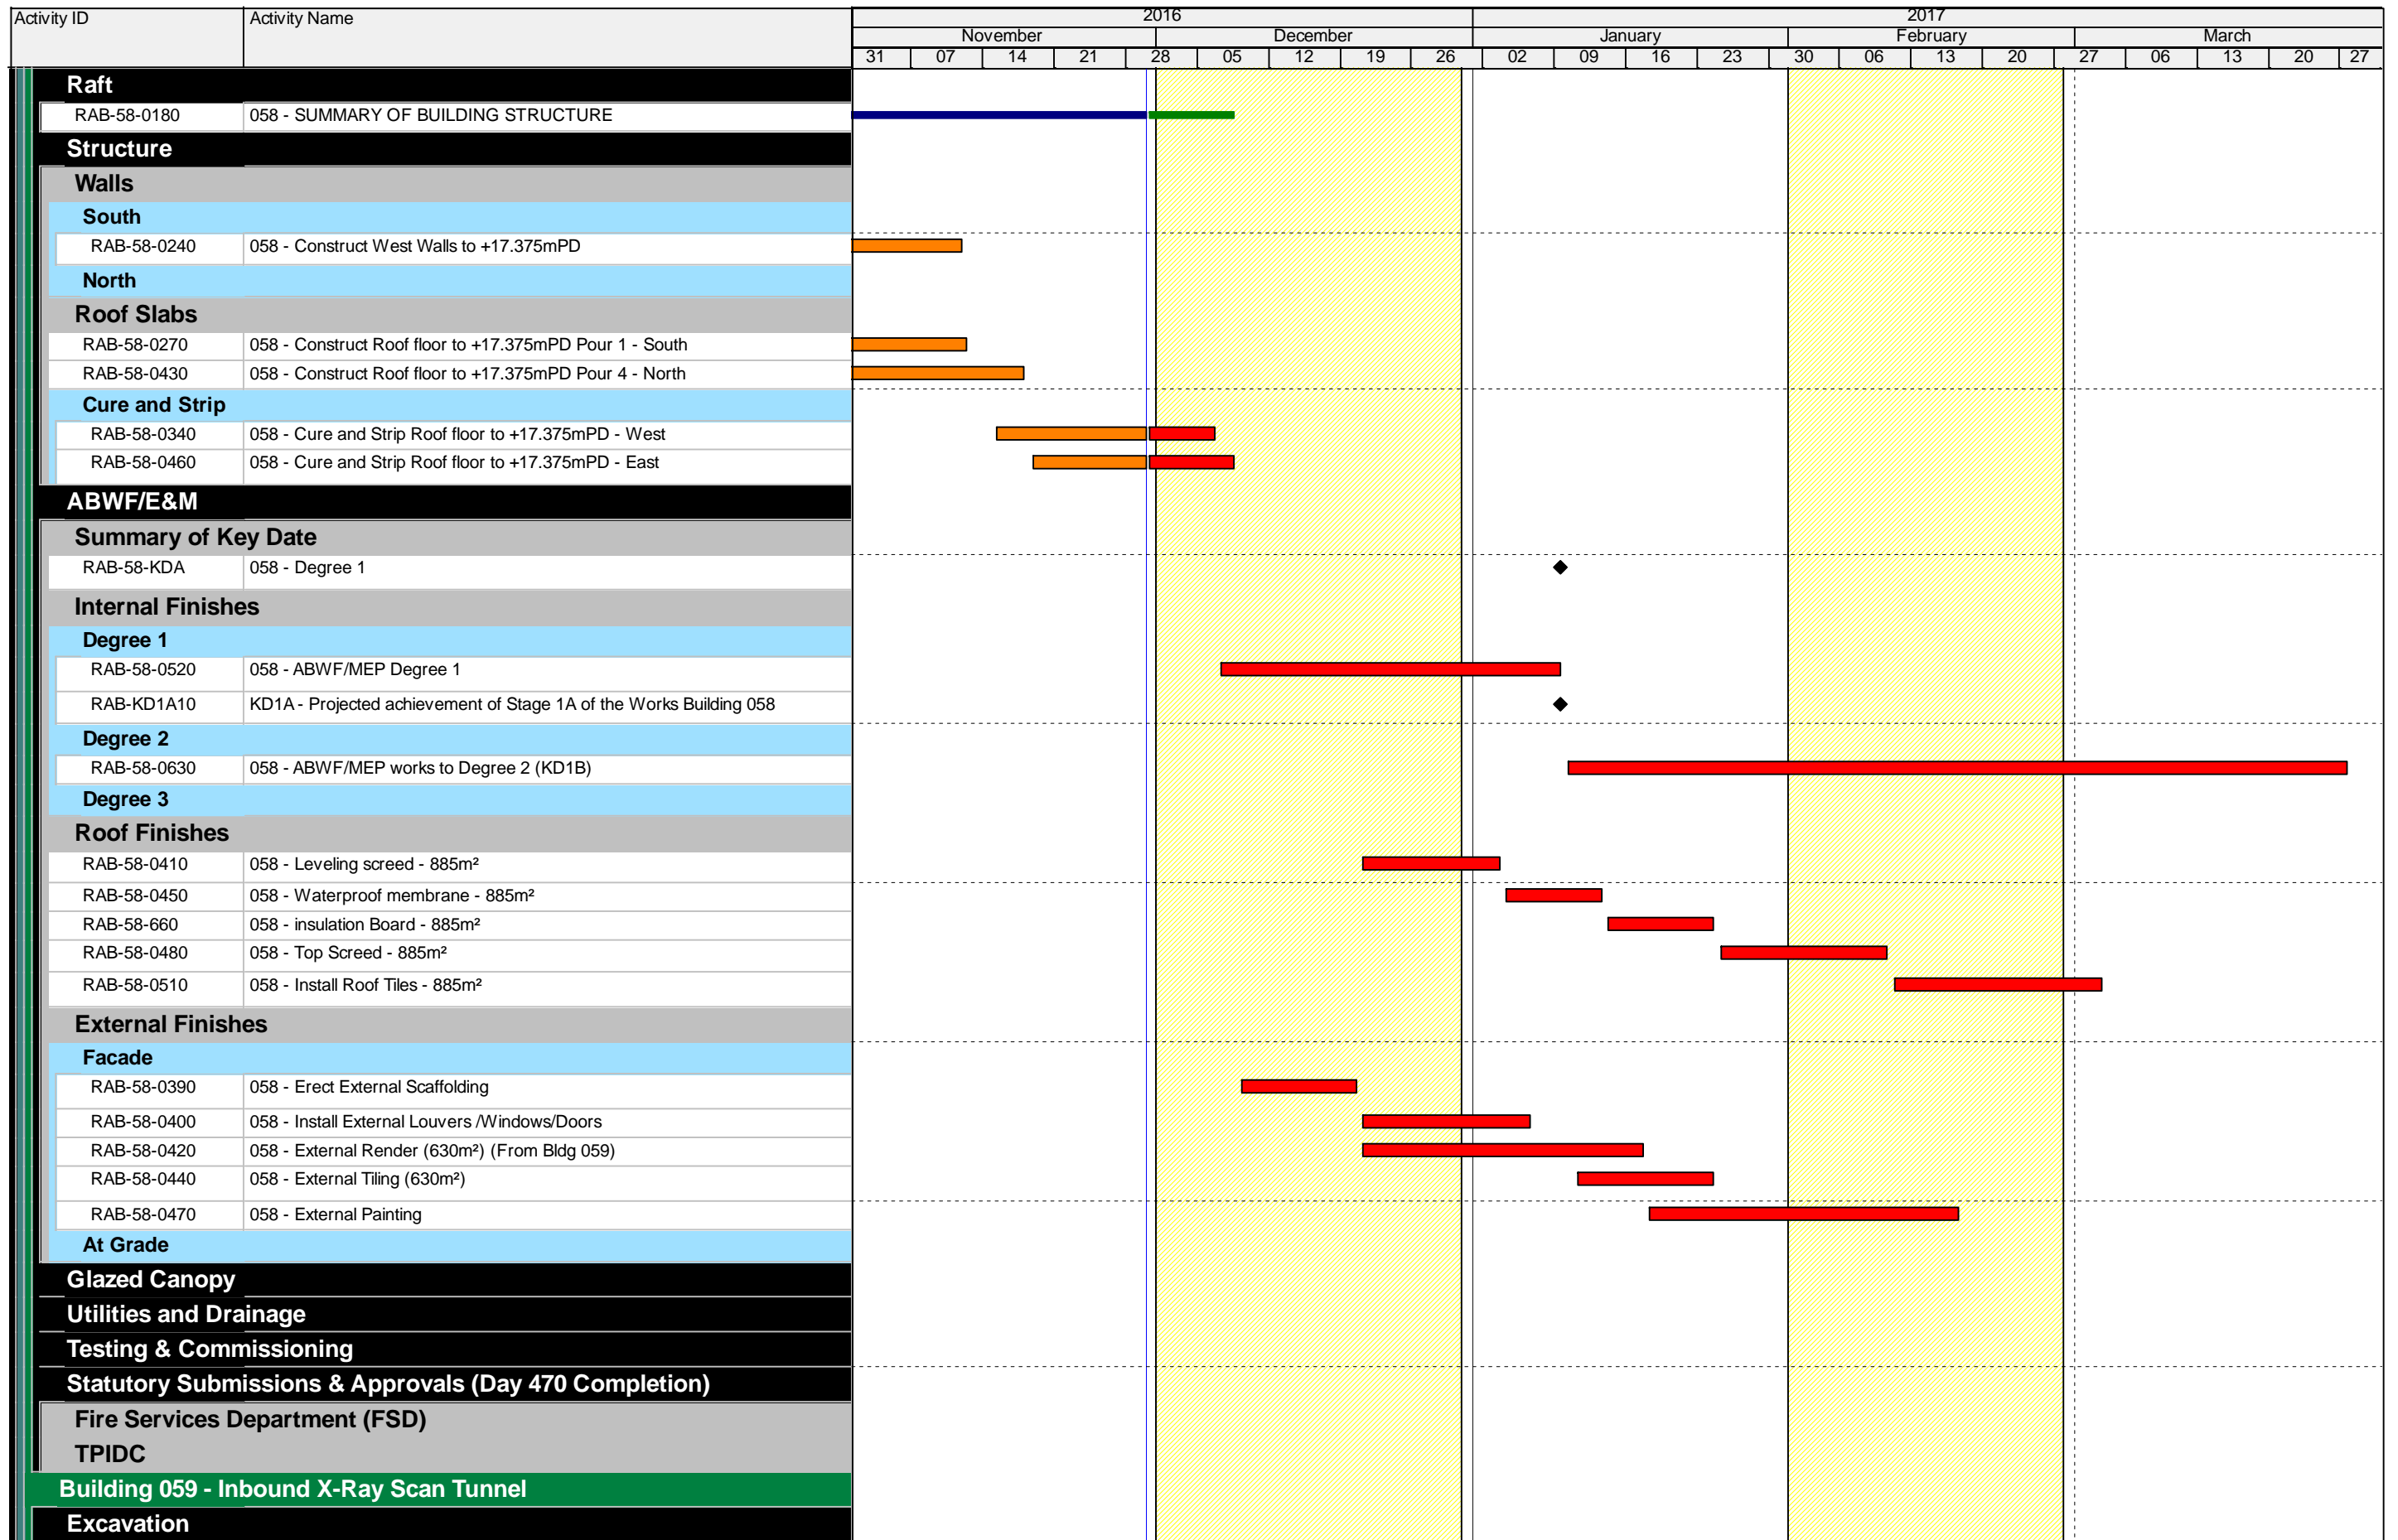 Activity ID Activity Name 2016 2017
November December January February March
31 07 14 21 28 05 12 19 26 02 09 16 23 30 06 13 20 27 06 13 20 27
Raft
RAB-58-0180 058 - SUMMARY OF BUILDING STRUCTURE
Structure
Walls
South
RAB-58-0240 058 - Construct West Walls to +17.375mPD
North
Roof Slabs
RAB-58-0270 058 - Construct Roof floor to +17.375mPD Pour 1 - South
RAB-58-0430 058 - Construct Roof floor to +17.375mPD Pour 4 - North
Cure and Strip
RAB-58-0340 058 - Cure and Strip Roof floor to +17.375mPD - West
RAB-58-0460 058 - Cure and Strip Roof floor to +17.375mPD - East
ABWF/E&M
Summary of Key Date
RAB-58-KDA 058 - Degree 1
Internal Finishes
Degree 1
RAB-58-0520 058 - ABWF/MEP Degree 1
RAB-KD1A10 KD1A - Projected achievement of Stage 1A of the Works Building 058
Degree 2
RAB-58-0630 058 - ABWF/MEP works to Degree 2 (KD1B)
Degree 3
Roof Finishes
RAB-58-0410 058 - Leveling screed - 885m²
RAB-58-0450 058 - Waterproof membrane - 885m²
RAB-58-660 058 - insulation Board - 885m²
RAB-58-0480 058 - Top Screed - 885m²
RAB-58-0510 058 - Install Roof Tiles - 885m²
External Finishes
Facade
RAB-58-0390 058 - Erect External Scaffolding
RAB-58-0400 058 - Install External Louvers /Windows/Doors
RAB-58-0420 058 - External Render (630m²) (From Bldg 059)
RAB-58-0440 058 - External Tiling (630m²)
RAB-58-0470 058 - External Painting
At Grade
Glazed Canopy
Utilities and Drainage
Testing & Commissioning
Statutory Submissions & Approvals (Day 470 Completion)
Fire Services Department (FSD)
TPIDC
Building 059 - Inbound X-Ray Scan Tunnel
Excavation